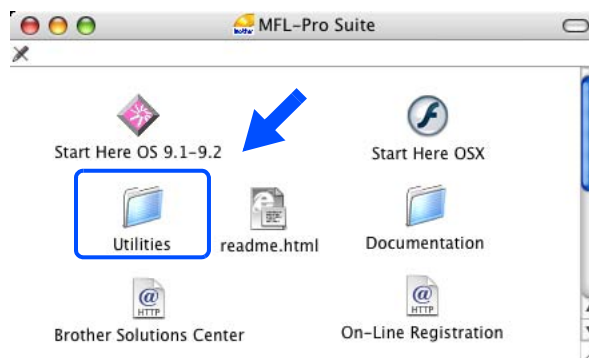 MFL-Pro Suite
Start Here OS 9.1-9.2
Start Here OSX
Utilities
readme.html
Documentation
@
HTTP
@
HTTP
Brother Solutions Center
On-Line Registration